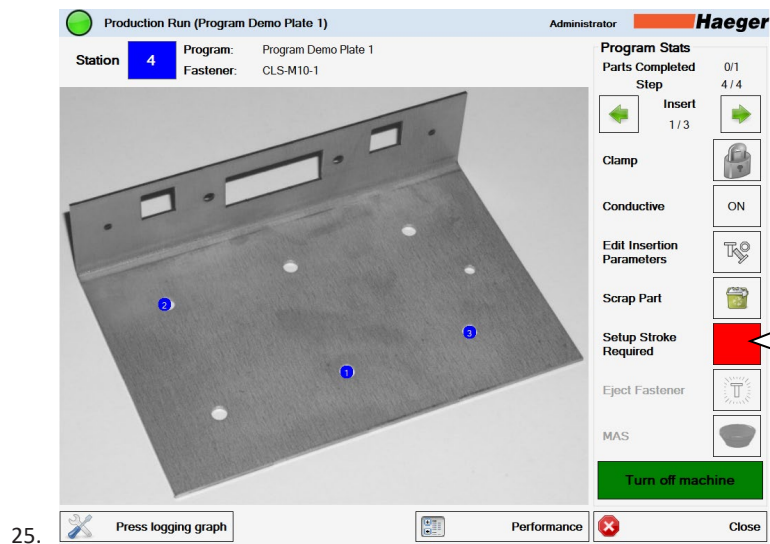 Production Run (Program Demo Plate 1)
Administrator
Haeger
Station
4
Program: Program Demo Plate 1
Fastener: CLS-M10-1
Program Stats
Parts Completed 0/1
Step 4 / 4
Insert
1 / 3
Clamp
Conductive ON
Edit Insertion
Parameters
Scrap Part
Setup Stroke
Required
Eject Fastener
MAS
Turn off machine
2
3
1
Press logging graph
Performance
Close
25.